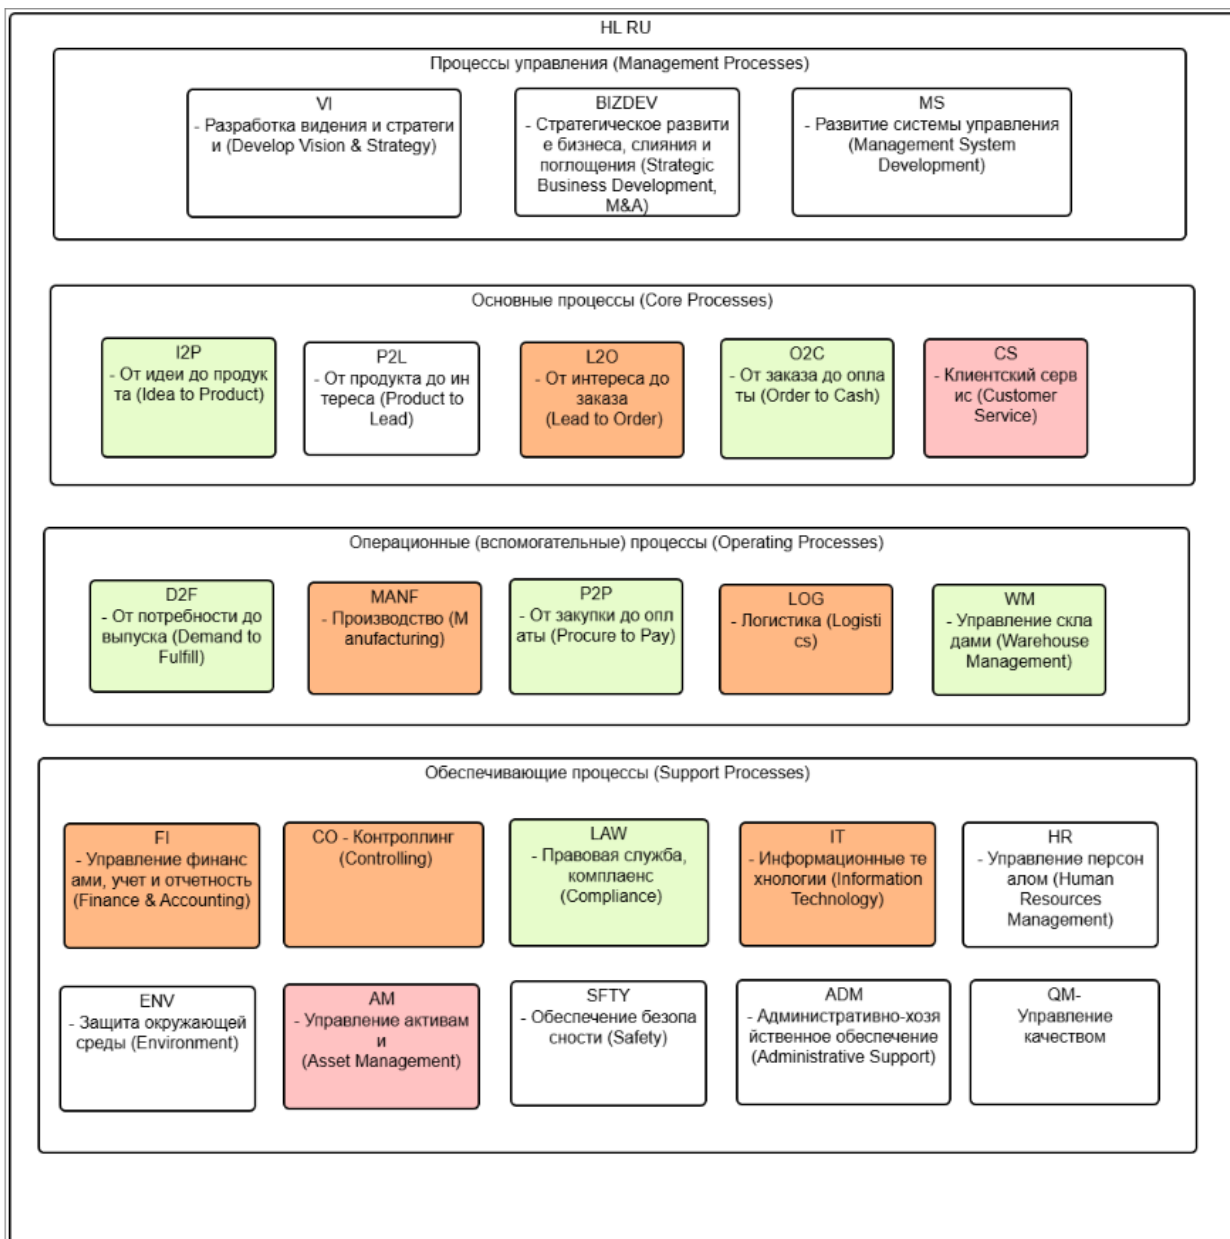 HL RU
Процессы управления (Management Processes)
VI
- Разработка видения и стратеги
и (Develop Vision & Strategy)
BIZDEV
- Стратегическое развити
е бизнеса, слияния и
поглощения (Strategic
Business Development,
M&A)
MS
- Развитие системы управления
(Management System
Development)
Основные процессы (Core Processes)
I2P
- От идеи до продук
та (Idea to Product)
P2L
- От продукта до ин
тереса (Product to
Lead)
L2O
- От интереса до
заказа
(Lead to Order)
O2C
- От заказа до опла
ты (Order to Cash)
CS
- Клиентский серв
ис (Customer
Service)
Операционные (вспомогательные) процессы (Operating Processes)
D2F
- От потребности до
выпуска (Demand to
Fulfill)
MANF
- Производство (M
anufacturing)
P2P
- От закупки до опл
аты (Procure to Pay)
LOG
- Логистика (Logisti
cs)
WM
- Управление скла
дами (Warehouse
Management)
Обеспечивающие процессы (Support Processes)
FI
- Управление финанс
ами, учет и отчетность
(Finance & Accounting)
CO - Контроллинг
(Controlling)
LAW
- Правовая служба,
комплаенс
(Compliance)
IT
- Информационные те
хнологии (Information
Technology)
HR
- Управление персон
алом (Human
Resources
Management)
ENV
- Защита окружающей
среды (Environment)
AM
- Управление активам
и
(Asset Management)
SFTY
- Обеспечение безопа
сности (Safety)
ADM
- Административно-хозя
йственное обеспечение
(Administrative Support)
QM-
Управление
качеством